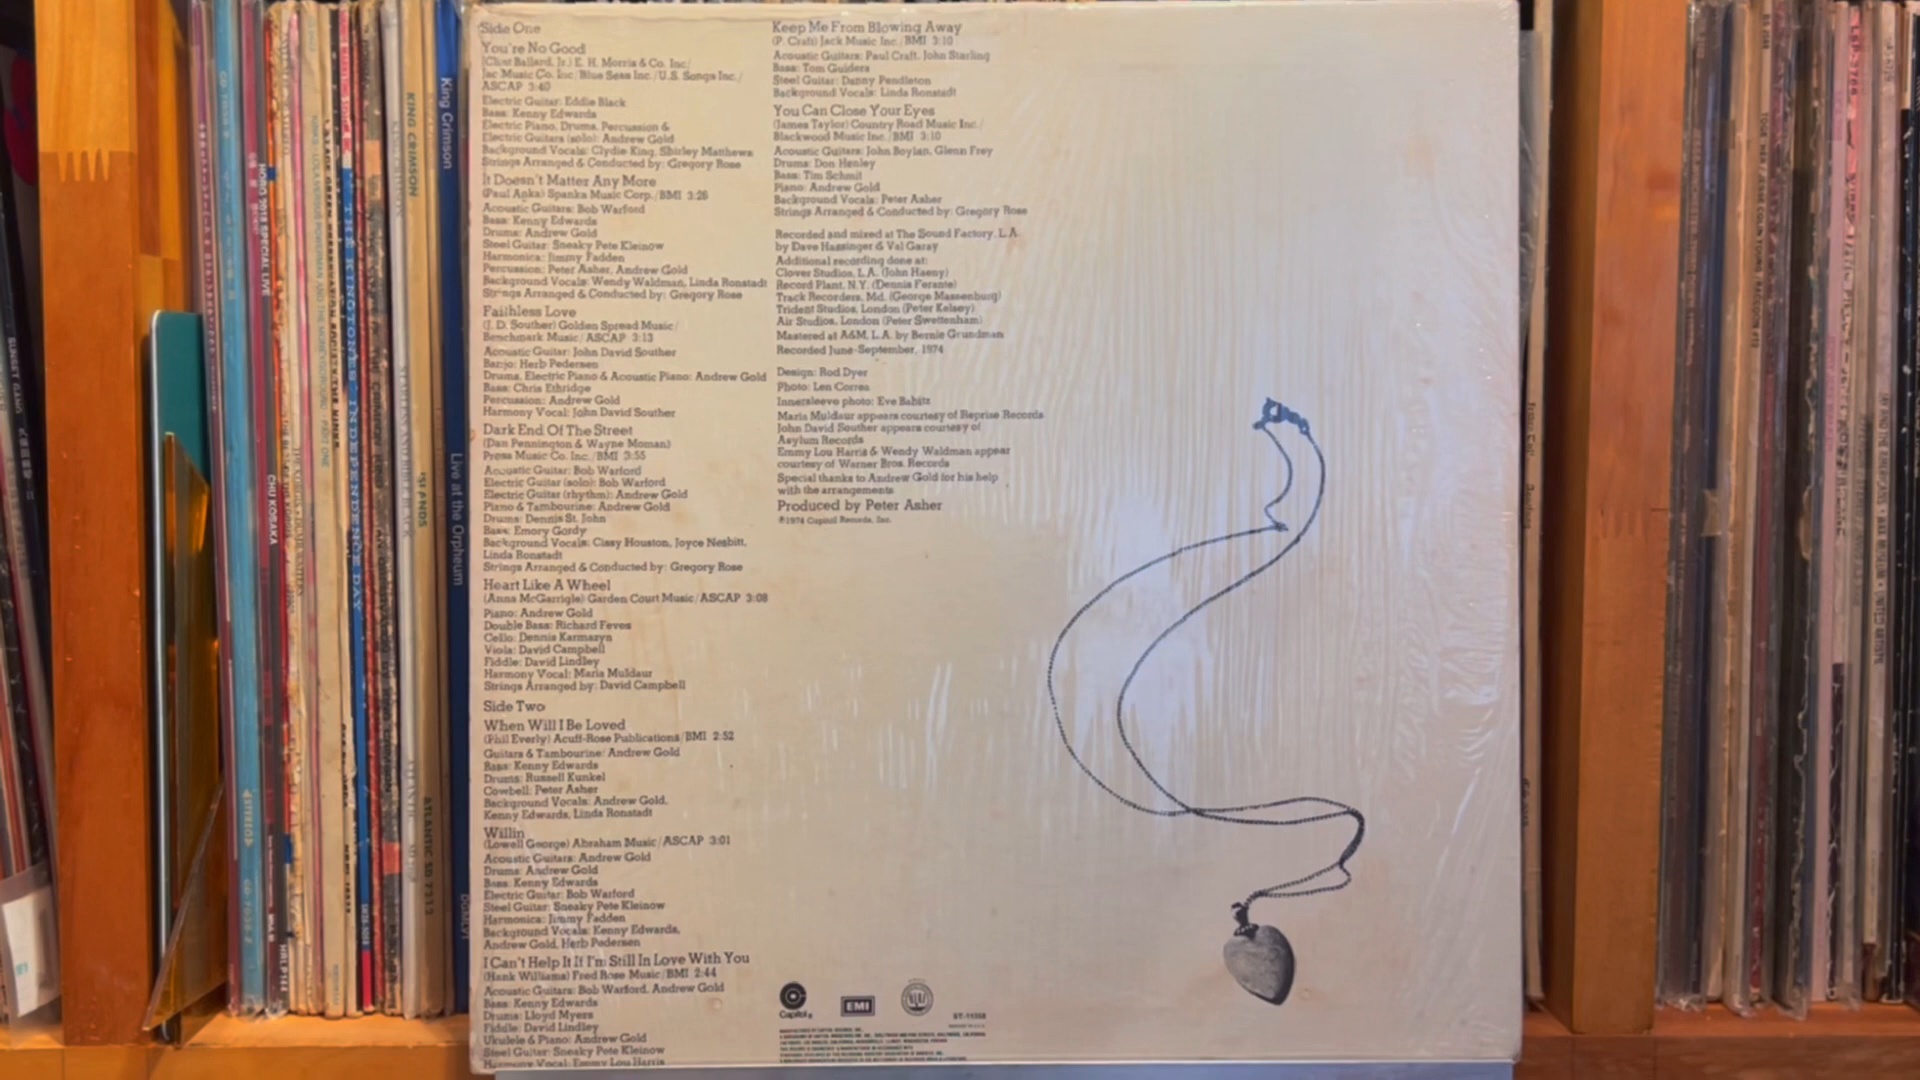 Side One
You're No Good
(Clint Ballard, Jr.) E. H. Morris & Co. Inc/
Jac Music Co. Inc/Blue Seas Inc./U.S. Songs Inc./
ASCAP 3:40
Electric Guitar: Eddie Black
Bass: Kenny Edwards
Electric Piano, Drums, Percussion &
Electric Guitars (solo): Andrew Gold
Background Vocals: Clydie King, Shirley Matthews
Strings Arranged & Conducted by: Gregory Rose
It Doesn't Matter Any More
(Paul Anka) Spanka Music Corp./BMI 3:26
Acoustic Guitars: Bob Warford
Bass: Kenny Edwards
Drums: Andrew Gold
Steel Guitar: Sneaky Pete Kleinow
Harmonica: Jimmy Fadden
Percussion: Peter Asher, Andrew Gold
Background Vocals: Wendy Waldman, Linda Ronstadt
Strings Arranged & Conducted by: Gregory Rose
Faithless Love
(J. D. Souther) Golden Spread Music/
Benchmark Music/ASCAP 3:13
Acoustic Guitar: John David Souther
Banjo: Herb Pedersen
Drums, Electric Piano & Acoustic Piano: Andrew Gold
Bass: Chris Ethridge
Percussion: Andrew Gold
Harmony Vocal: John David Souther
Dark End Of The Street
(Dan Pennington & Wayne Moman)
Press Music Co. Inc./BMI 3:55
Acoustic Guitar: Bob Warford
Electric Guitar (solo): Bob Warford
Electric Guitar (rhythm): Andrew Gold
Piano & Tambourine: Andrew Gold
Drums: Dennis St. John
Bass: Emory Gordy
Background Vocals: Cissy Houston, Joyce Nesbitt,
Linda Ronstadt
Strings Arranged & Conducted by: Gregory Rose
Heart Like A Wheel
(Anna McGarrigle) Garden Court Music/ASCAP 3:08
Piano: Andrew Gold
Double Bass: Richard Feves
Cello: Dennis Karmazyn
Viola: David Campbell
Fiddle: David Lindley
Harmony Vocal: Maria Muldaur
Strings Arranged by: David Campbell
Side Two
When Will I Be Loved
(Phil Everly) Acuff-Rose Publications/BMI 2:52
Guitars & Tambourine: Andrew Gold
Bass: Kenny Edwards
Drums: Russell Kunkel
Cowbell: Peter Asher
Background Vocals: Andrew Gold,
Kenny Edwards, Linda Ronstadt
Willin
(Lowell George) Abraham Music/ASCAP 3:01
Acoustic Guitars: Andrew Gold
Drums: Andrew Gold
Bass: Kenny Edwards
Electric Guitar: Bob Warford
Steel Guitar: Sneaky Pete Kleinow
Harmonica: Jimmy Fadden
Background Vocals: Kenny Edwards,
Andrew Gold, Herb Pedersen
I Can't Help It If I'm Still In Love With You
(Hank Williams) Fred Rose Music/BMI 2:44
Acoustic Guitars: Bob Warford, Andrew Gold
Bass: Kenny Edwards
Drums: Lloyd Myers
Fiddle: David Lindley
Ukulele & Piano: Andrew Gold
Steel Guitar: Sneaky Pete Kleinow
Harmony Vocal: Emmy Lou Harris
Keep Me From Blowing Away
(P. Craft) Jack Music Inc./BMI 3:10
Acoustic Guitars: Paul Craft, John Starling
Bass: Tom Guidera
Steel Guitar: Danny Pendleton
Background Vocals: Linda Ronstadt
You Can Close Your Eyes
(James Taylor) Country Road Music Inc./
Blackwood Music Inc./BMI 3:10
Acoustic Guitars: John Boylan, Glenn Frey
Drums: Don Henley
Bass: Tim Schmit
Piano: Andrew Gold
Background Vocals: Peter Asher
Strings Arranged & Conducted by: Gregory Rose
Recorded and mixed at The Sound Factory, L.A.
by Dave Hassinger & Val Garay
Additional recording done at:
Clover Studios, L.A. (John Haeny)
Record Plant, N.Y. (Dennis Ferante)
Track Recorders, Md. (George Massenburg)
Trident Studios, London (Peter Kelsey)
Air Studios, London (Peter Swettenham)
Mastered at A&M, L.A. by Bernie Grundman
Recorded June-September, 1974
Design: Rod Dyer
Photo: Len Correa
Innersleeve photo: Eve Babitz
Maria Muldaur appears courtesy of Reprise Records
John David Souther appears courtesy of
Asylum Records
Emmy Lou Harris & Wendy Waldman appear
courtesy of Warner Bros. Records
Special thanks to Andrew Gold for his help
with the arrangements
Produced by Peter Asher
℗1974 Capitol Records, Inc.
Capitol
EMI
ST-11358
King Crimson
Live at the Orpheum
KING CRIMSON
ISLANDS
ATLANTIC SD 7212
CHU KOSAKA
HOBO 2018 SPECIAL LIVE
THE KENGTONES INDEPENDENCE DAY
SUNSET GANG